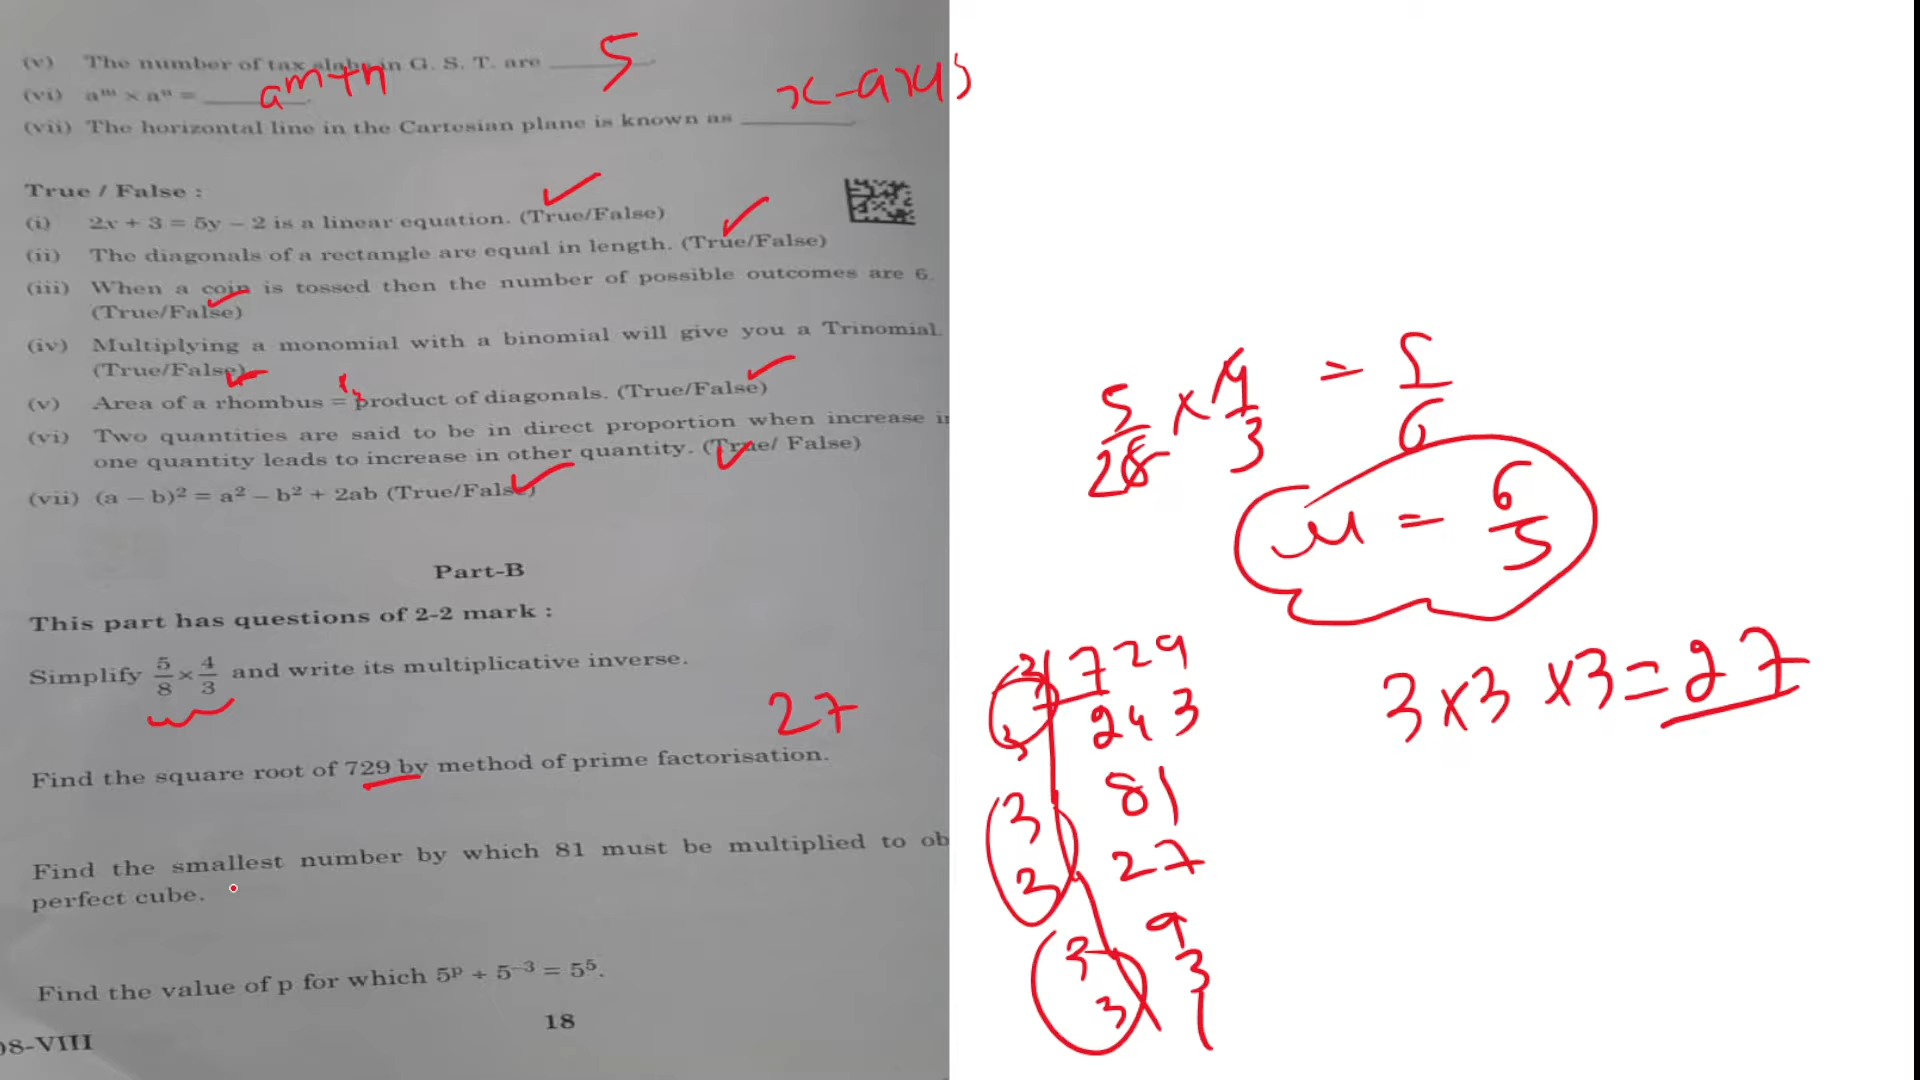 (v) The number of tax slabs in G. S. T. are ______ 5
(vi) aᵐ × aⁿ = ______. aᵐ⁺ⁿ
(vii) The horizontal line in the Cartesian plane is known as ______. x-axis
True / False :
(i) 2x + 3 = 5y – 2 is a linear equation. (True/False)
(ii) The diagonals of a rectangle are equal in length. (True/False)
(iii) When a coin is tossed then the number of possible outcomes are 6.
(True/False)
(iv) Multiplying a monomial with a binomial will give you a Trinomial.
(True/False)
(v) Area of a rhombus = product of diagonals. (True/False)
(vi) Two quantities are said to be in direct proportion when increase in
one quantity leads to increase in other quantity. (True/ False)
(vii) (a – b)² = a² – b² + 2ab (True/False)
Part-B
This part has questions of 2-2 mark :
Simplify 5/8 × 4/3 and write its multiplicative inverse.
27
Find the square root of 729 by method of prime factorisation.
Find the smallest number by which 81 must be multiplied to ob
perfect cube.
Find the value of p for which 5ᵖ ÷ 5⁻³ = 5⁵.
18
08-VIII
5/28 × 4/3 = 5/6
= 6/5
3 729
3 243
3 81
3 27
3 9
3 3
1
3 x 3 x 3 = 27